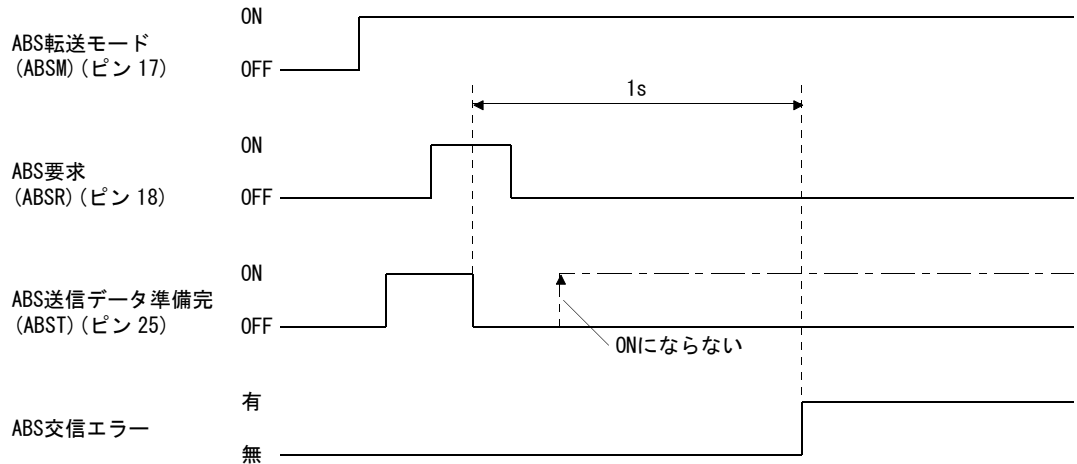 ON
ABS転送モード
(ABSM)(ピン 17)
OFF
1s
ON
ABS要求
(ABSR)(ピン 18)
OFF
ON
ABS送信データ準備完
(ABST)(ピン 25)
OFF
ONにならない
有
ABS交信エラー
無